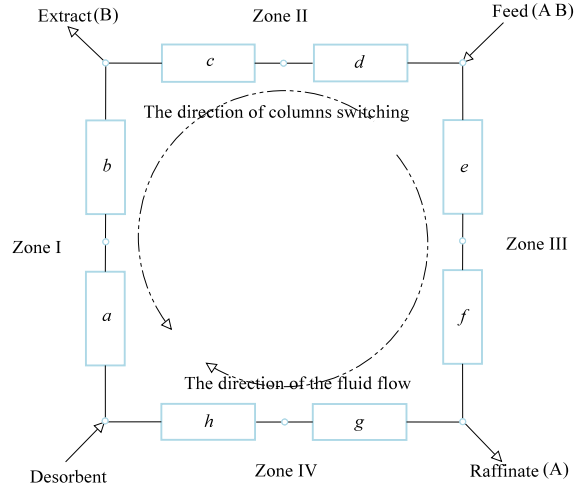 Extract(B)
Zone II
Feed(A B)
c
d
The direction of columns switching
b
e
Zone I
Zone III
a
f
The direction of the fluid flow
h
g
Desorbent
Zone IV
Raffinate(A)